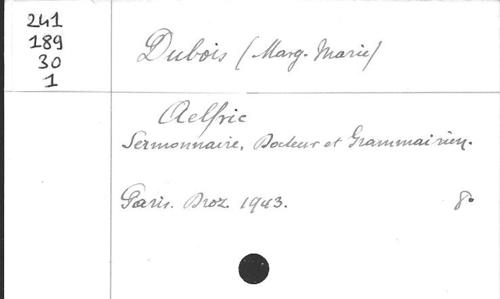 241
189
30
1
Dubois (Marg. Marie)
Aelfric
Sermonnaire, Docteur et Grammairien.
Paris. Droz. 1943. 8°